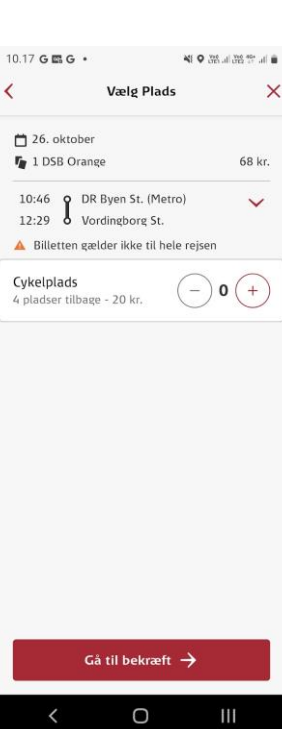 10.17 G G •
Vælg Plads
26. oktober
1 DSB Orange 68 kr.
10:46 DR Byen St. (Metro)
12:29 Vordingborg St.
Billetten gælder ikke til hele rejsen
Cykelplads
4 pladser tilbage - 20 kr.
− 0 +
Gå til bekræft →